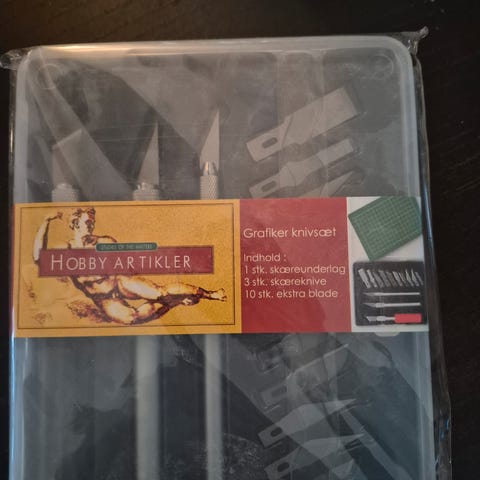 STUDIES OF THE MASTERS
HOBBY ARTIKLER
Grafiker knivsæt
Indhold :
1 stk. skæreunderlag
3 stk. skæreknive
10 stk. ekstra blade